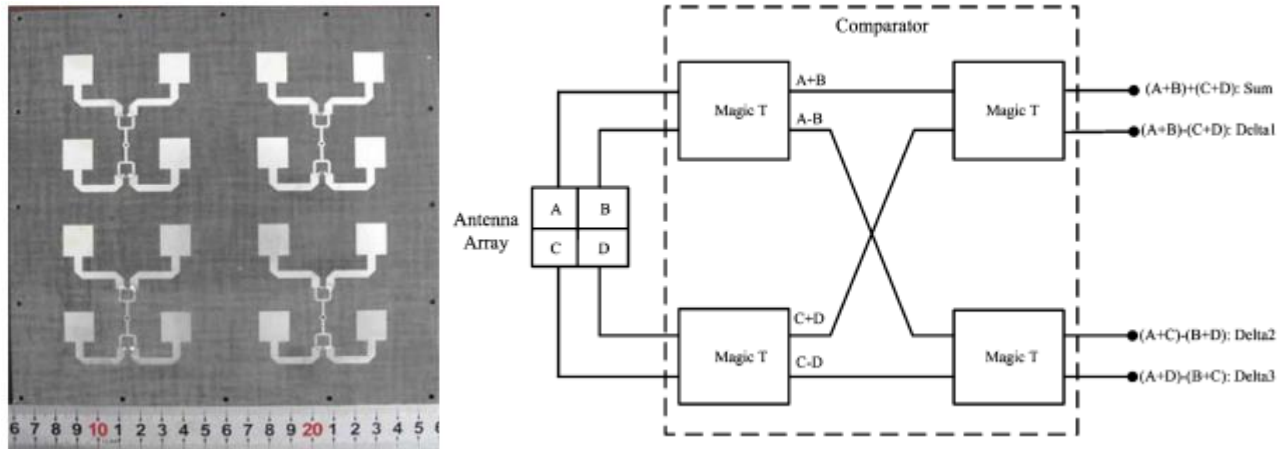 6 7 8 9 10 1 2 3 4 5 6 7 8 9 20 1 2 3 4 5 6
Comparator
Magic T
A+B
A-B
Magic T
(A+B)+(C+D): Sum
(A+B)-(C+D): Delta1
Antenna
Array
A B
C D
Magic T
C+D
C-D
Magic T
(A+C)-(B+D): Delta2
(A+D)-(B+C): Delta3